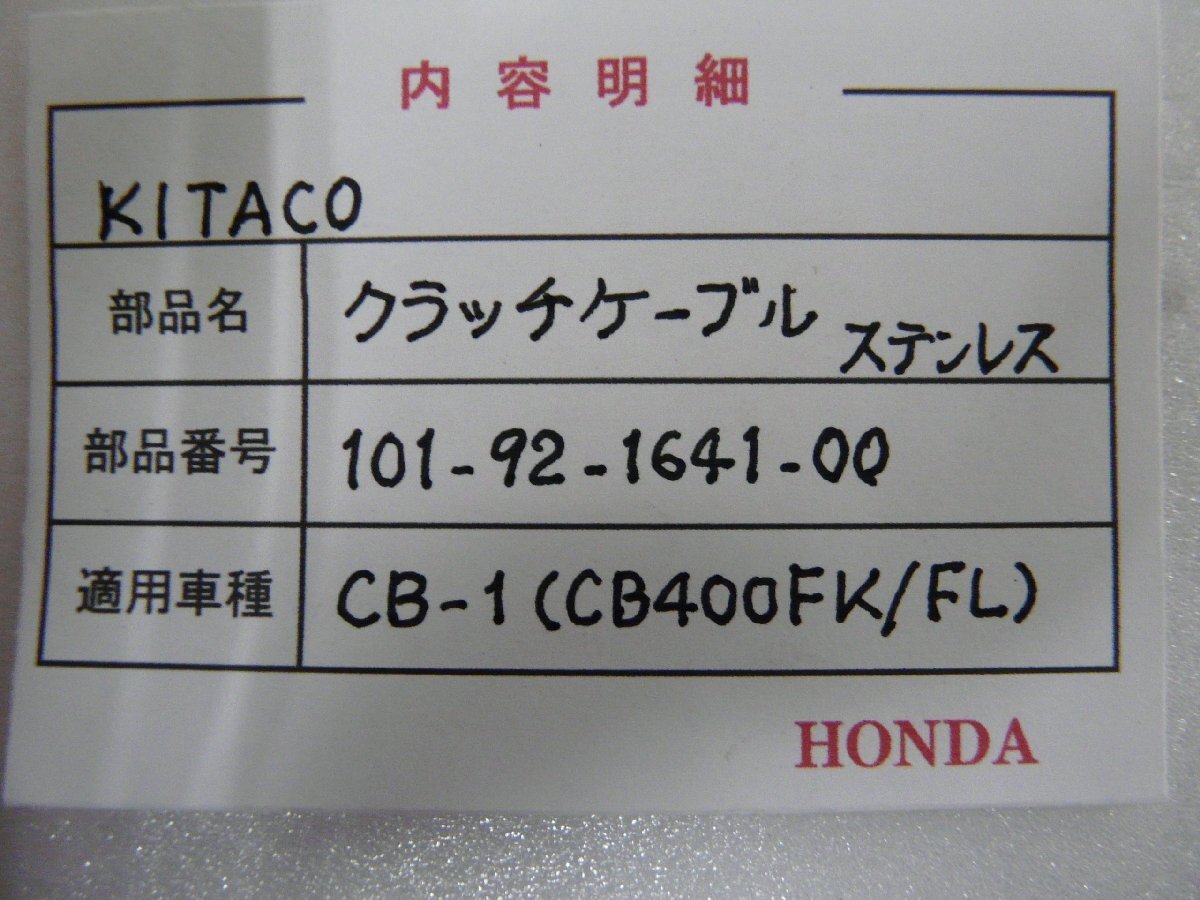 内容明細
KITACO
部品名 クラッチケーブル ステンレス
部品番号 101-92-1641-00
適用車種 CB-1(CB400FK/FL)
HONDA